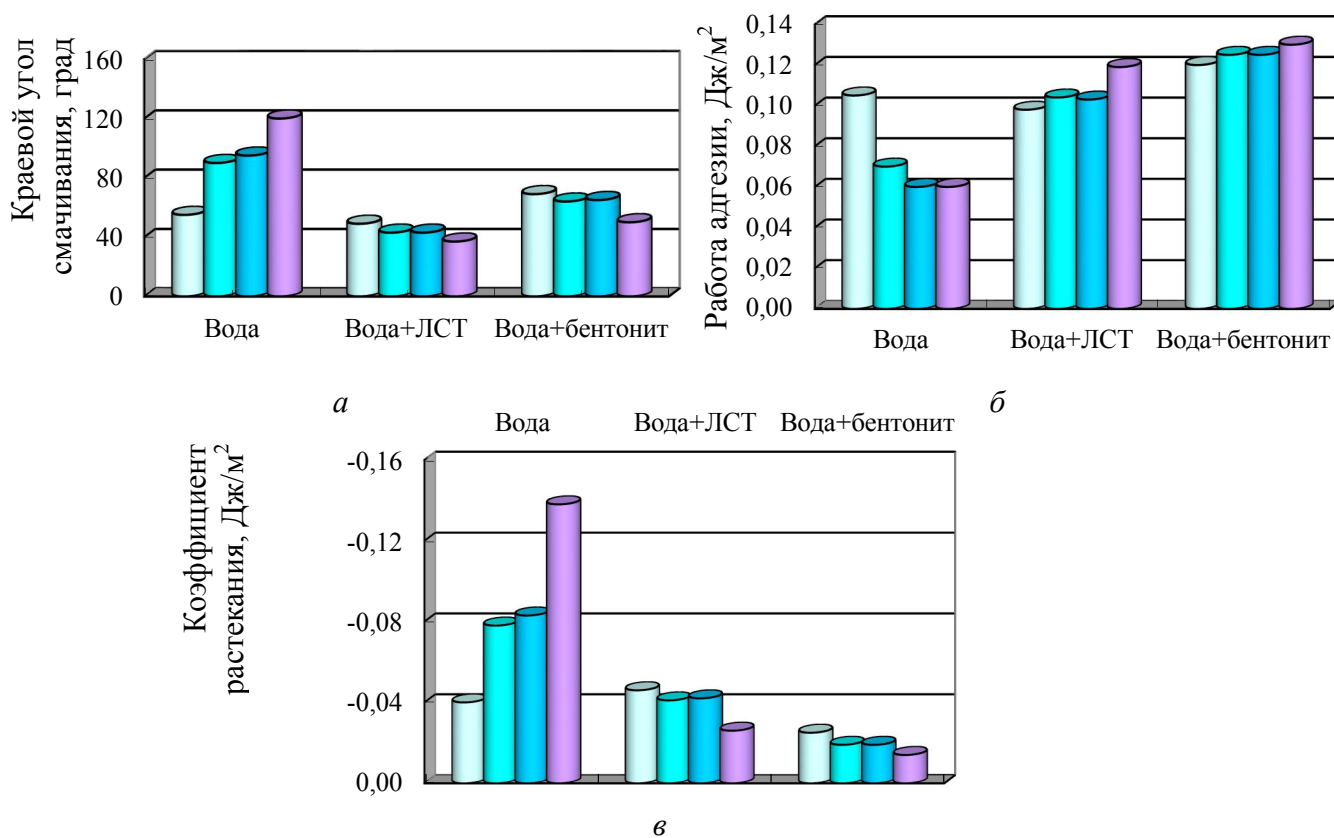 Краевой угол
смачивания, град
160
120
80
40
0
Вода
Вода+ЛСТ
Вода+бентонит
а
Работа адгезии, Дж/м²
0,14
0,12
0,10
0,08
0,06
0,04
0,02
0,00
Вода
Вода+ЛСТ
Вода+бентонит
б
Вода
Вода+ЛСТ
Вода+бентонит
Коэффициент
растекания, Дж/м²
-0,16
-0,12
-0,08
-0,04
0,00
в